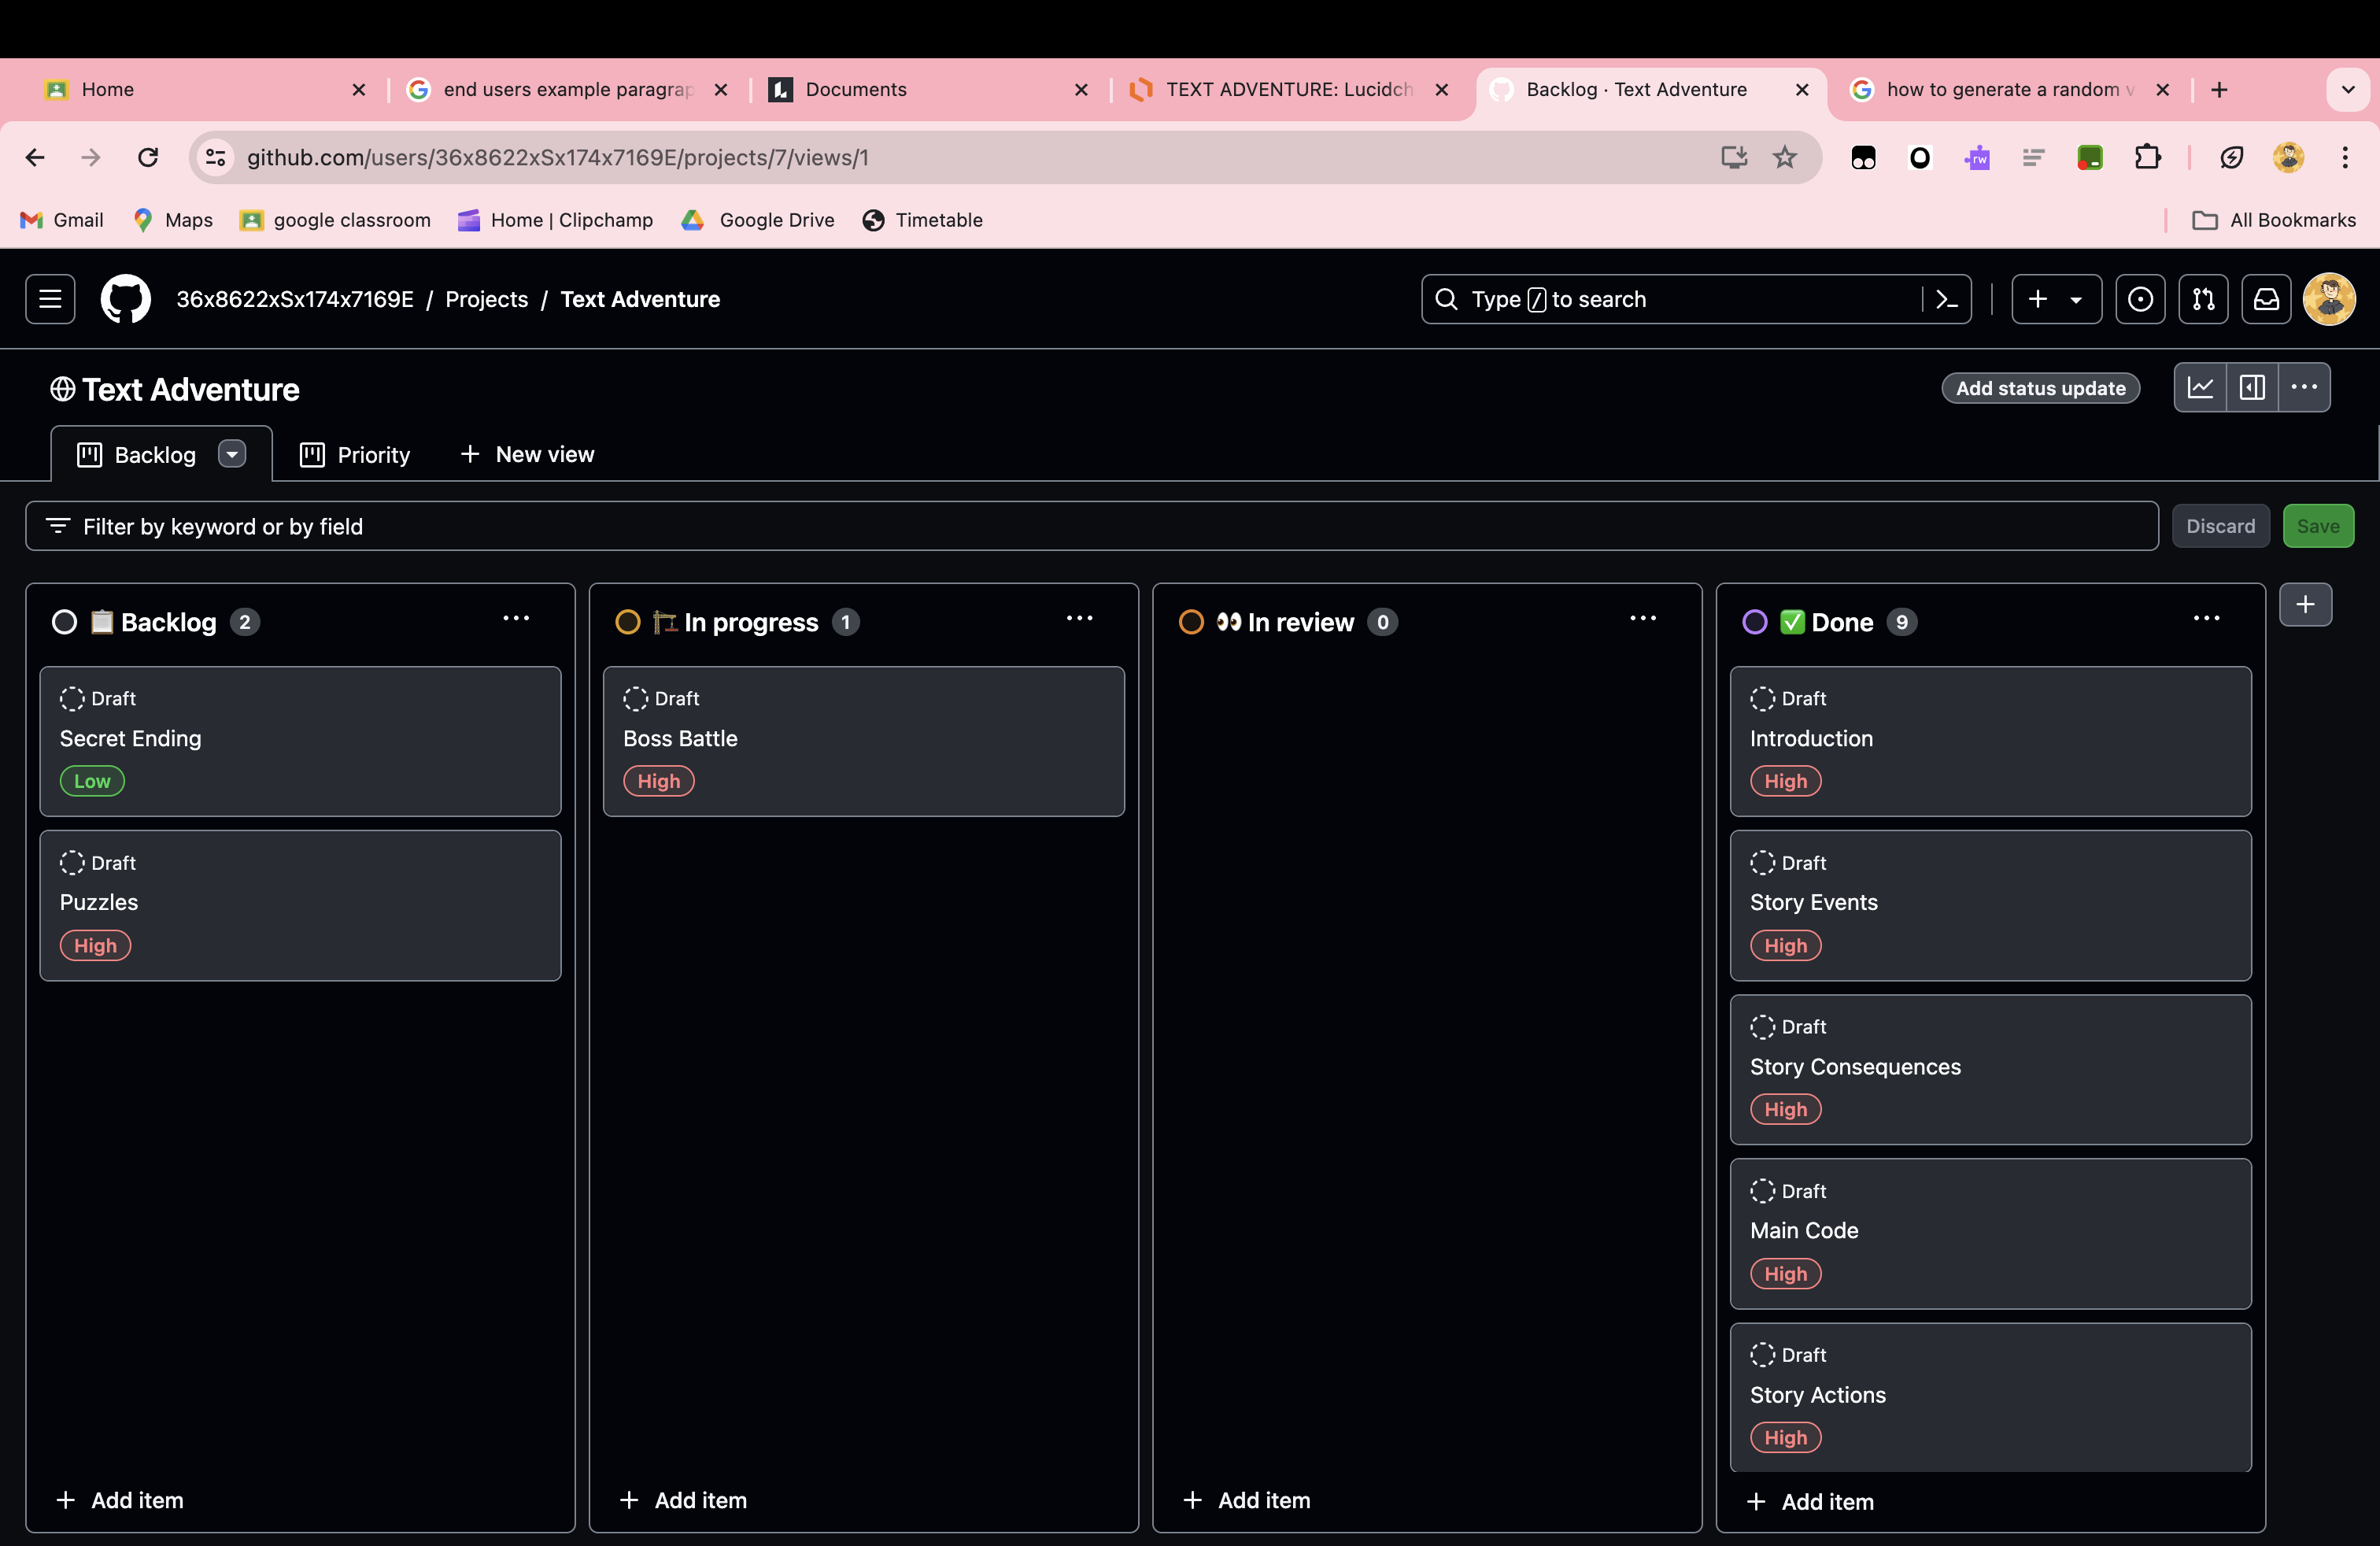 Home
end users example paragrap
Documents
TEXT ADVENTURE: Lucidch
Backlog · Text Adventure
how to generate a random v
github.com/users/36x8622xSx174x7169E/projects/7/views/1
rw
Gmail
Maps
google classroom
Home | Clipchamp
Google Drive
Timetable
All Bookmarks
36x8622xSx174x7169E / Projects / Text Adventure
Type / to search
Text Adventure
Add status update
Backlog
Priority
New view
Filter by keyword or by field
Discard
Save
Backlog 2
Draft
Secret Ending
Low
Draft
Puzzles
High
Add item
In progress 1
Draft
Boss Battle
High
Add item
In review 0
Add item
Done 9
Draft
Introduction
High
Draft
Story Events
High
Draft
Story Consequences
High
Draft
Main Code
High
Draft
Story Actions
High
Add item